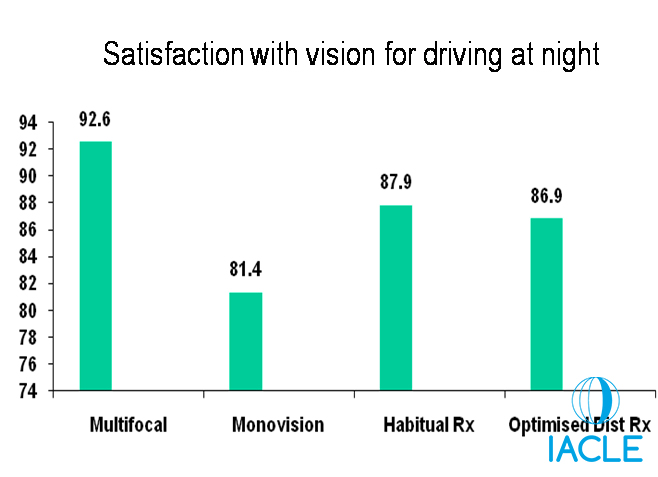 Satisfaction with vision for driving at night
94
92
90
88
86
84
82
80
78
76
74
92.6
81.4
87.9
86.9
Multifocal
Monovision
Habitual Rx
Optimised Dist Rx
IACLE